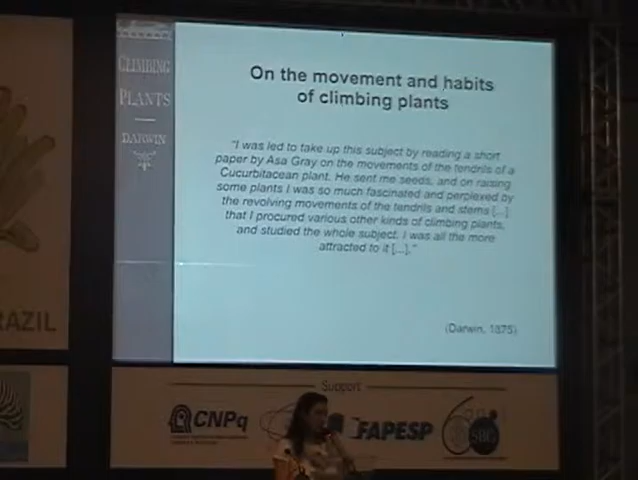 CLIMBING
PLANTS
DARWIN
On the movement and habits
of climbing plants
"I was led to take up this subject by reading a short
paper by Asa Gray on the movements of the tendrils of a
Cucurbitacean plant. He sent me seeds, and on raising
some plants I was so much fascinated and perplexed by
the revolving movements of the tendrils and stems [...]
that I procured various other kinds of climbing plants,
and studied the whole subject. I was all the more
attracted to it [...]."
(Darwin, 1875)
RAZIL
Support
CNPq
FAPESP
SBG